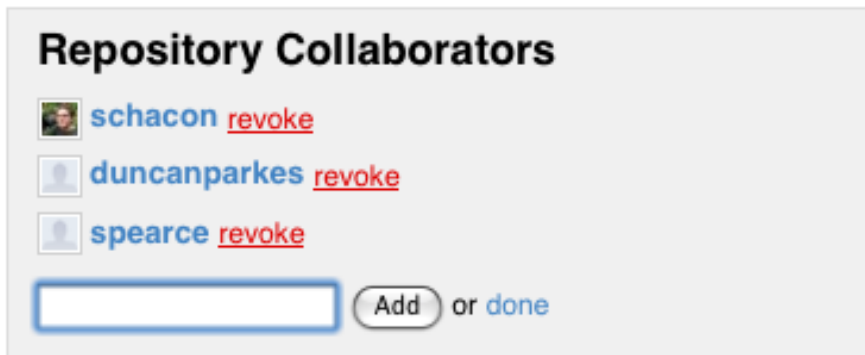 Repository Collaborators
schacon revoke
duncanparkes revoke
spearce revoke
Add or done